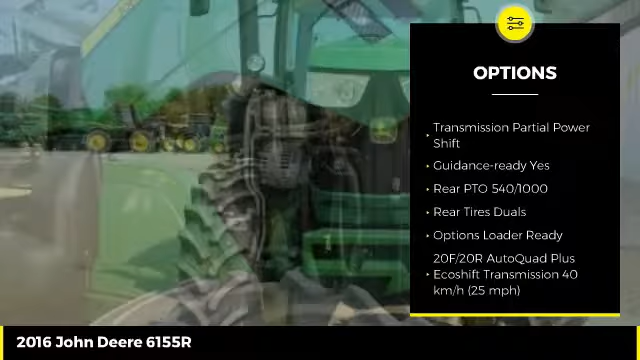 OPTIONS
Transmission Partial Power
Shift
Guidance-ready Yes
Rear PTO 540/1000
Rear Tires Duals
Options Loader Ready
20F/20R AutoQuad Plus
Ecoshift Transmission 40
km/h (25 mph)
2016 John Deere 6155R